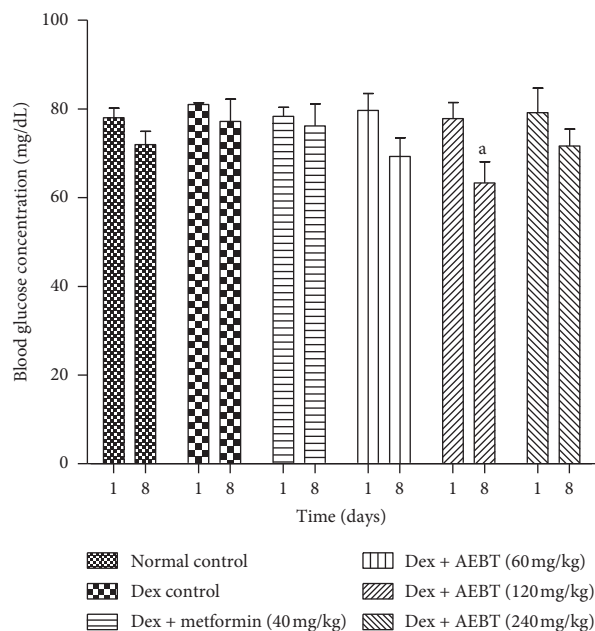 Blood glucose concentration (mg/dL)
100
80
60
40
20
0
a
1 8 1 8 1 8 1 8 1 8 1 8
Time (days)
Normal control
Dex control
Dex + metformin (40 mg/kg)
Dex + AEBT (60 mg/kg)
Dex + AEBT (120 mg/kg)
Dex + AEBT (240 mg/kg)